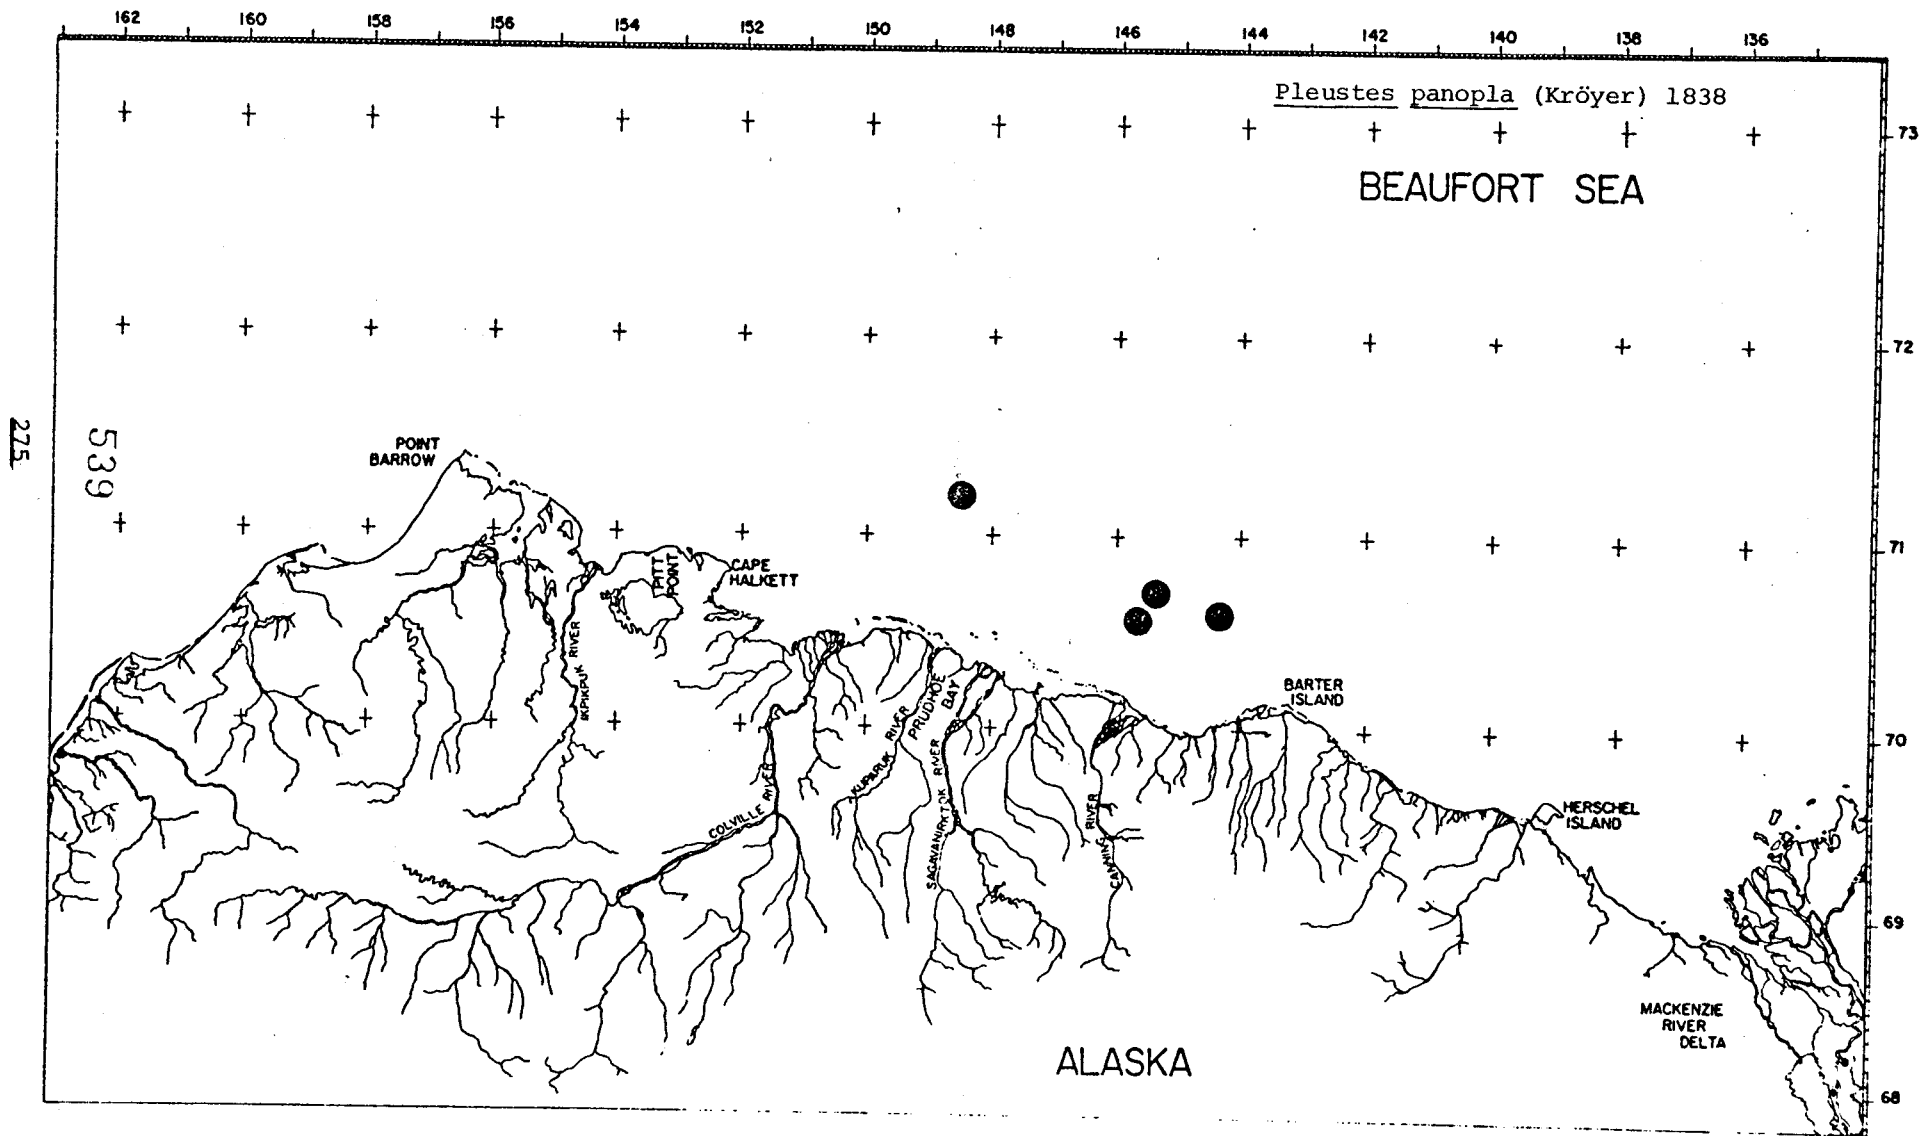 162 160 158 156 154 152 150 148 146 144 142 140 138 136
Pleustes panopla (Kröyer) 1838
73
BEAUFORT SEA
72
275
539
POINT
BARROW
71
PITT
POINT
CAPE
HALKETT
IKPIKPUK RIVER
BARTER
ISLAND
PRUDHOE
BAY
70
KUPARUK RIVER
COLVILLE RIVER
SAGAVANIRKTOK RIVER
CANNING RIVER
HERSCHEL
ISLAND
69
MACKENZIE
RIVER
DELTA
ALASKA
68